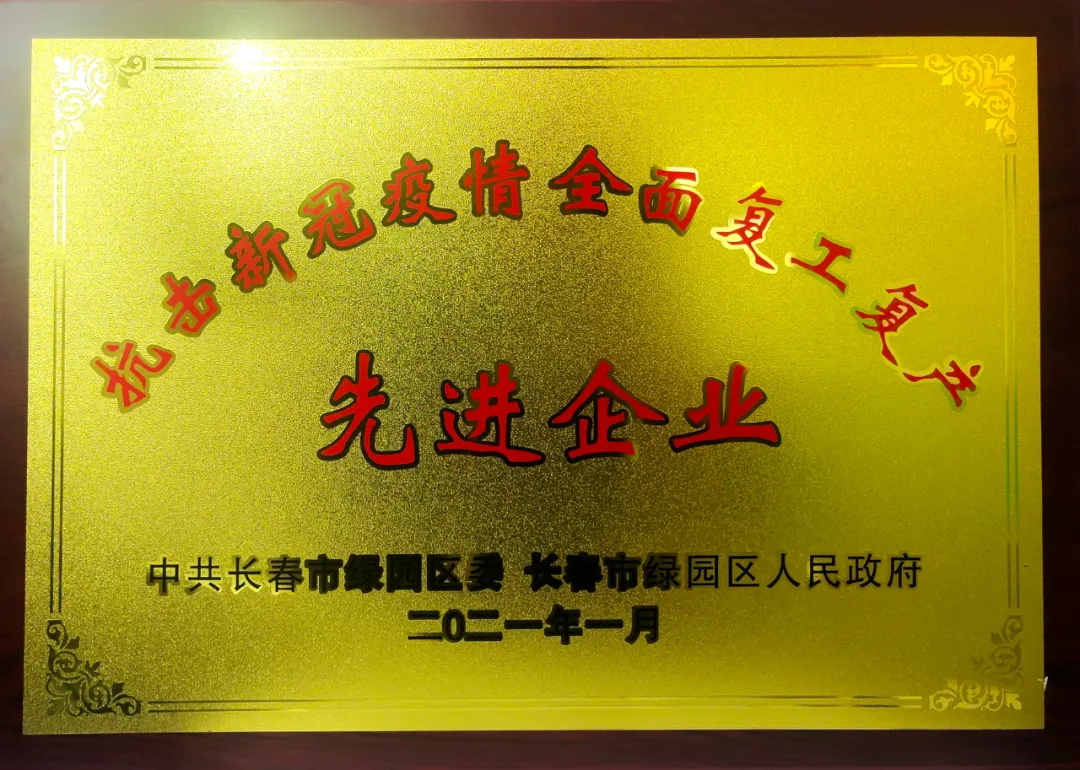 抗击新冠疫情全面复工复产
先进企业
中共长春市绿园区委 长春市绿园区人民政府
二0二一年一月